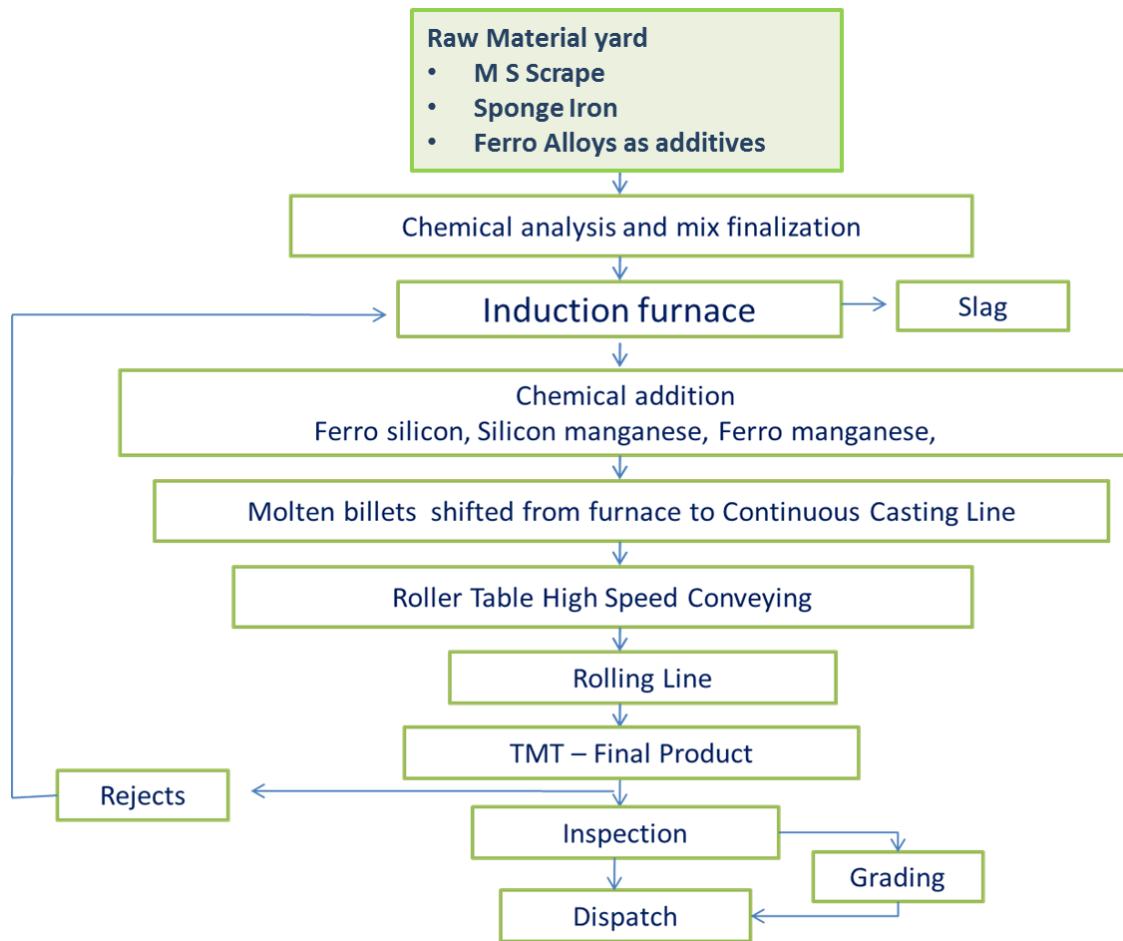 Raw Material yard
• M S Scrape
• Sponge Iron
• Ferro Alloys as additives
Chemical analysis and mix finalization
Induction furnace
Slag
Chemical addition
Ferro silicon, Silicon manganese, Ferro manganese,
Molten billets shifted from furnace to Continuous Casting Line
Roller Table High Speed Conveying
Rolling Line
TMT – Final Product
Rejects
Inspection
Grading
Dispatch